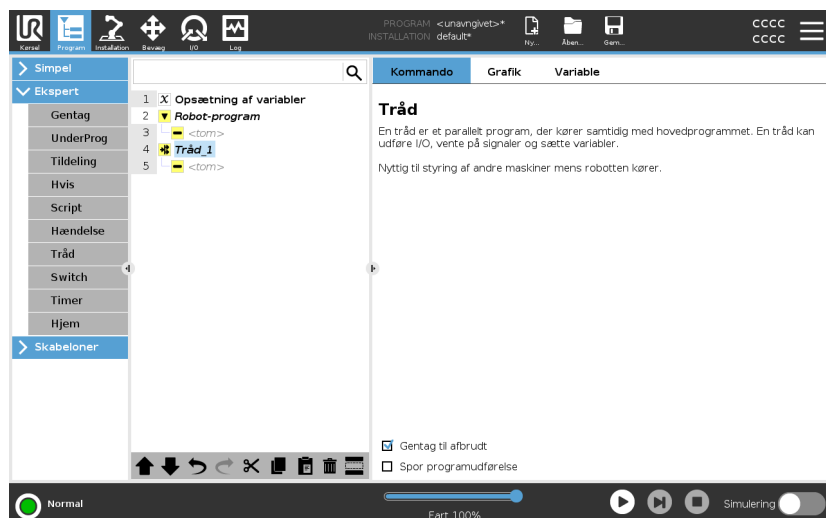 UR
Kørsel
Program
Installation
Bevæg
I/O
Log
PROGRAM <unavngivet>*
INSTALLATION default*
Ny...
Åben...
Gem...
CCCC
CCCC
Simpel
Ekspert
Gentag
UnderProg
Tildeling
Hvis
Script
Hændelse
Tråd
Switch
Timer
Hjem
Skabeloner
1 X Opsætning af variabler
2 Robot-program
3 <tom>
4 Tråd_1
5 <tom>
Kommando Grafik Variable
Tråd
En tråd er et parallelt program, der kører samtidig med hovedprogrammet. En tråd kan
udføre I/O, vente på signaler og sætte variabler.
Nyttig til styring af andre maskiner mens robotten kører.
Gentag til afbrudt
Spor programudførelse
Normal
Fart 100%
Simulering